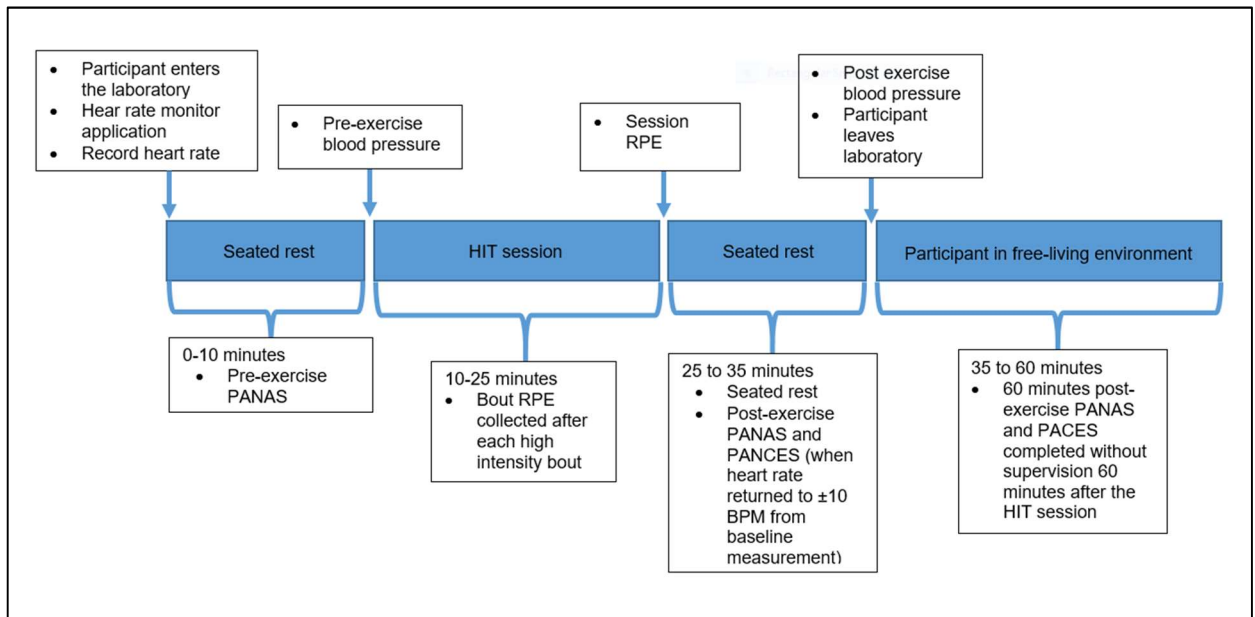 • Participant enters
the laboratory
• Hear rate monitor
application
• Record heart rate
• Pre-exercise
blood pressure
• Session
RPE
• Post exercise
blood pressure
• Participant
leaves
laboratory
Seated rest
HIT session
Seated rest
Participant in free-living environment
0-10 minutes
• Pre-exercise
PANAS
10-25 minutes
• Bout RPE
collected after
each high
intensity bout
25 to 35 minutes
• Seated rest
• Post-exercise
PANAS and
PANCES (when
heart rate
returned to ±10
BPM from
baseline
measurement)
35 to 60 minutes
• 60 minutes post-
exercise PANAS
and PACES
completed without
supervision 60
minutes after the
HIT session